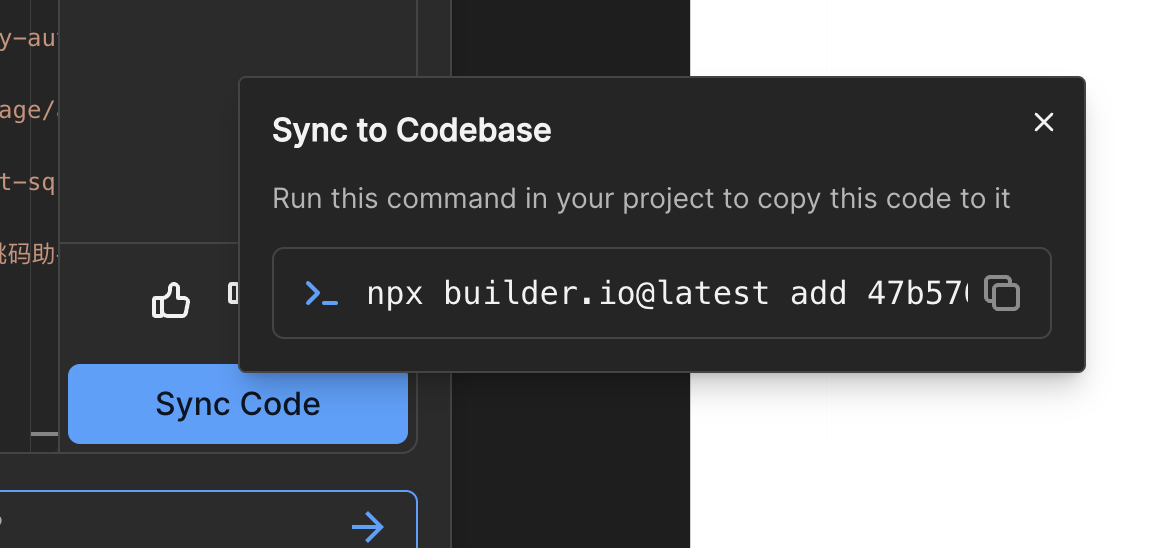 y-au
Sync to Codebase
age/
Run this command in your project to copy this code to it
t-sq
码助
npx builder.io@latest add 47b57
Sync Code